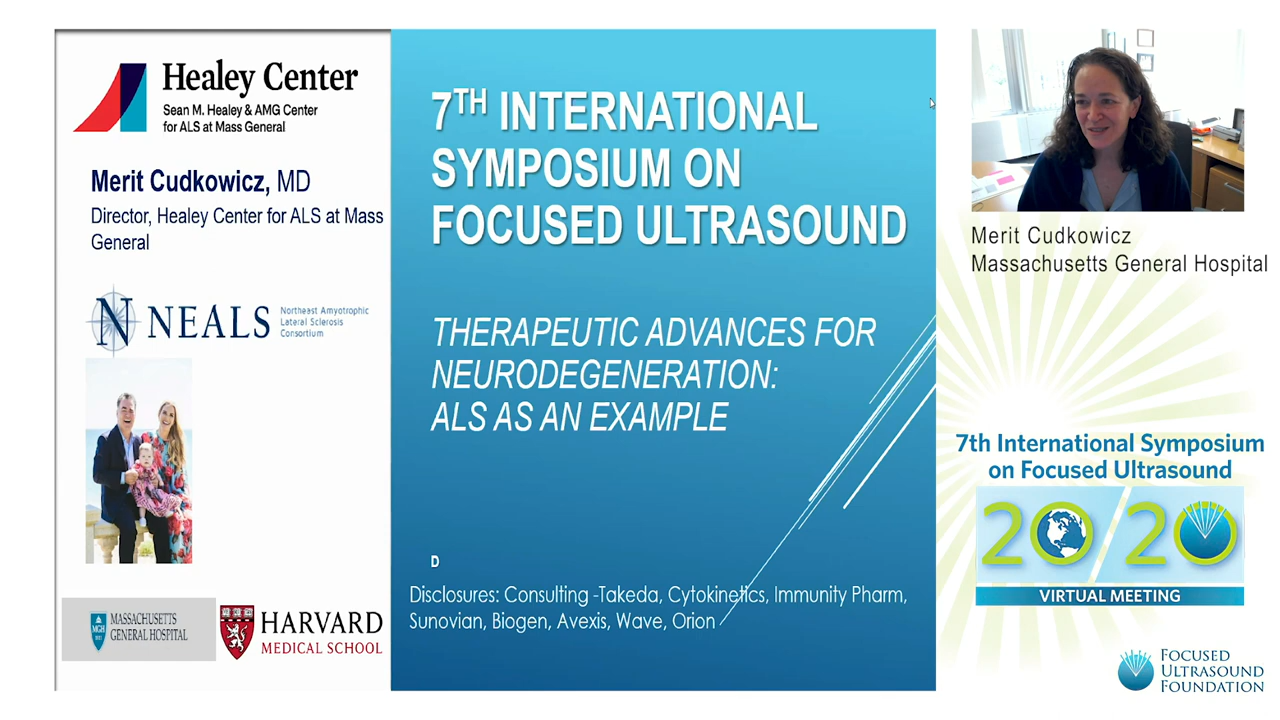 Healey Center
Sean M. Healey & AMG Center
for ALS at Mass General
Merit Cudkowicz, MD
Director, Healey Center for ALS at Mass
General
NEALS
Northeast Amyotrophic
Lateral Sclerosis
Consortium
MASSACHUSETTS
GENERAL HOSPITAL
MGH
1811
HARVARD
MEDICAL SCHOOL
7TH INTERNATIONAL
SYMPOSIUM ON
FOCUSED ULTRASOUND
THERAPEUTIC ADVANCES FOR
NEURODEGENERATION:
ALS AS AN EXAMPLE
D
Disclosures: Consulting -Takeda, Cytokinetics, Immunity Pharm,
Sunovian, Biogen, Avexis, Wave, Orion
Merit Cudkowicz
Massachusetts General Hospital
7th International Symposium
on Focused Ultrasound
2020
VIRTUAL MEETING
FOCUSED
ULTRASOUND
FOUNDATION